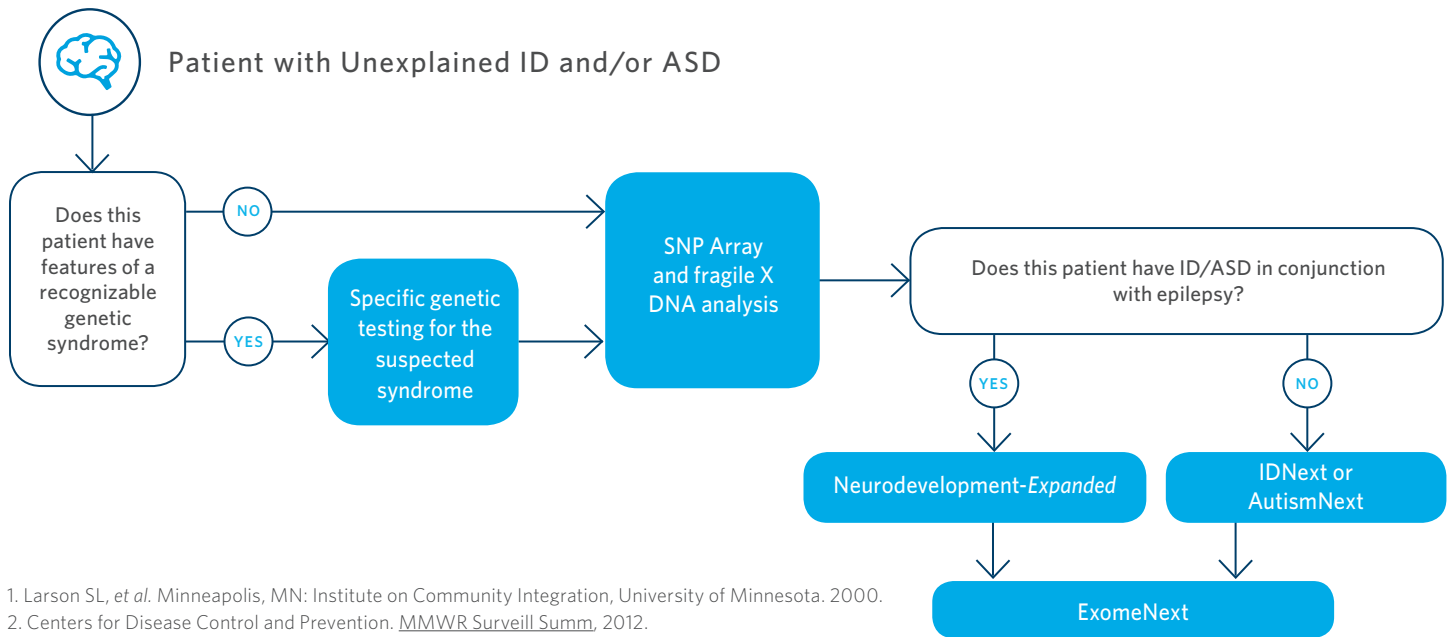 Patient with Unexplained ID and/or ASD
Does this
patient have
features of a
recognizable
genetic
syndrome?
NO
YES
Specific genetic
testing for the
suspected
syndrome
SNP Array
and fragile X
DNA analysis
Does this patient have ID/ASD in conjunction
with epilepsy?
YES
NO
Neurodevelopment-Expanded
IDNext or
AutismNext
ExomeNext
1. Larson SL, et al. Minneapolis, MN: Institute on Community Integration, University of Minnesota. 2000.
2. Centers for Disease Control and Prevention. MMWR Surveill Summ, 2012.